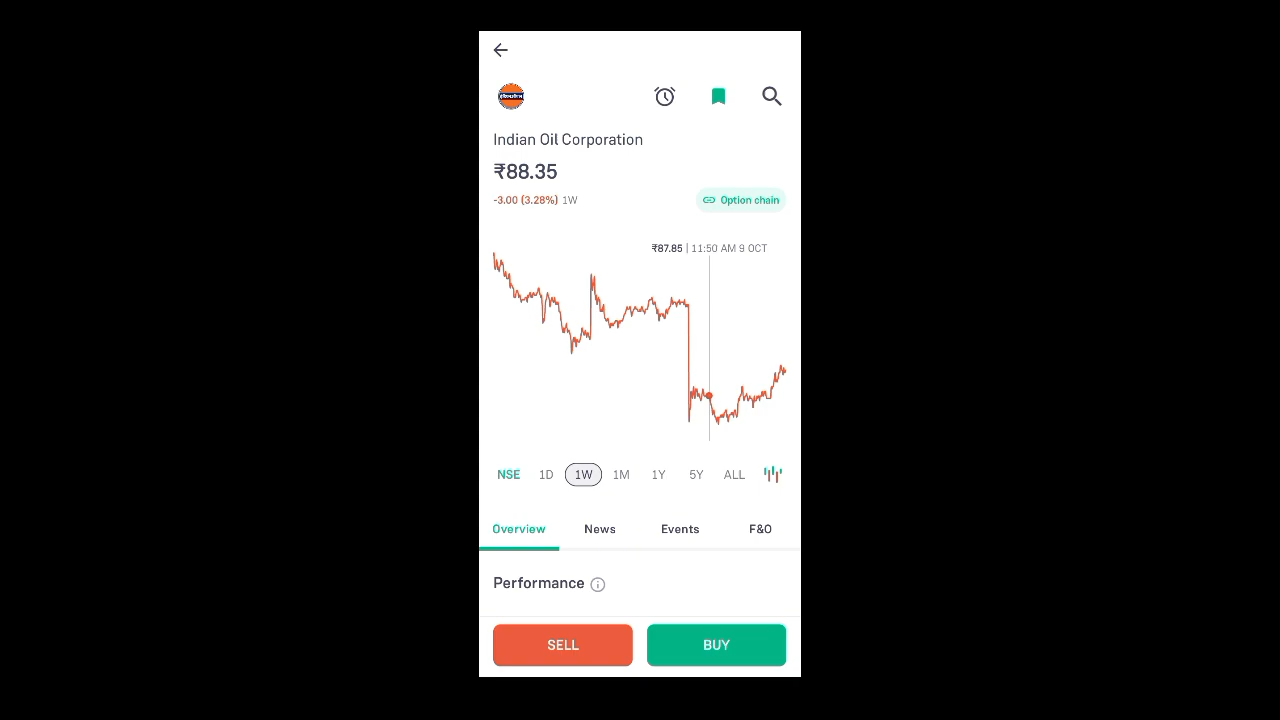 इंडियनऑयल
Indian Oil Corporation
₹88.35
-3.00 (3.28%) 1W
Option chain
₹87.85 | 11:50 AM 9 OCT
NSE 1D 1W 1M 1Y 5Y ALL
Overview News Events F&O
Performance
SELL BUY